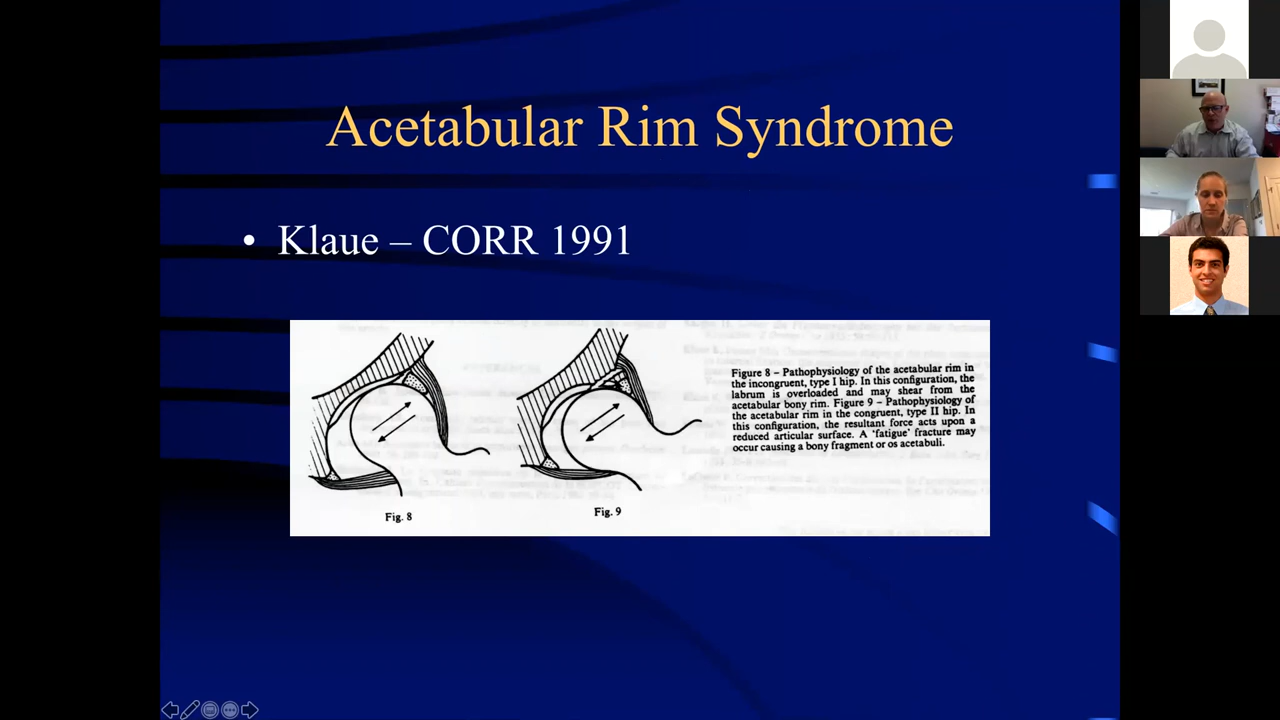 Acetabular Rim Syndrome
• Klaue – CORR 1991
Figure 8 – Pathophysiology of the acetabular rim in
the incongruent, type I hip. In this configuration, the
labrum is overloaded and may shear from the
acetabular bony rim. Figure 9 – Pathophysiology of
the acetabular rim in the congruent, type II hip. In
this configuration, the resultant force acts upon a
reduced articular surface. A 'fatigue' fracture may
occur causing a bony fragment or os acetabuli.
Fig. 8
Fig. 9